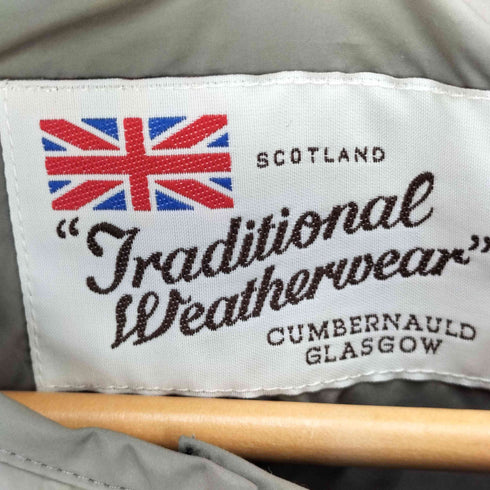 SCOTLAND
"Traditional
Weatherwear"
CUMBERNAULD
GLASGOW